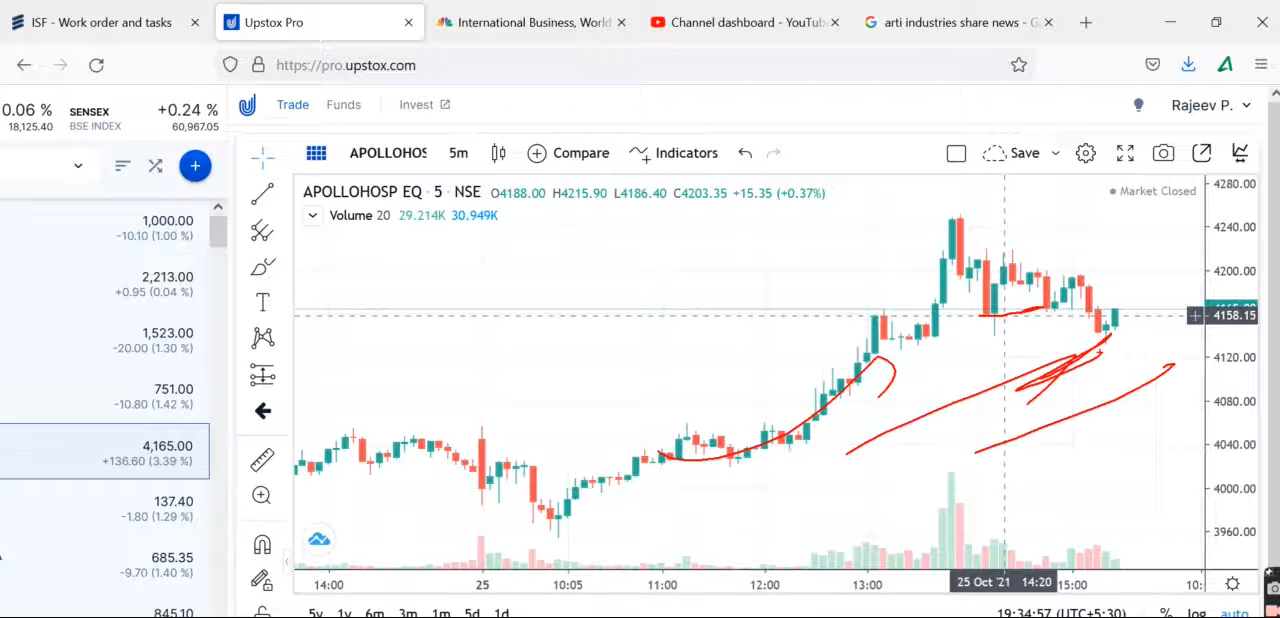 ISF - Work order and tasks
Upstox Pro
International Business, World
Channel dashboard - YouTub
arti industries share news - G
https://pro.upstox.com
0.06 % SENSEX +0.24 %
18,125.40 BSE INDEX 60,967.05
Trade Funds Invest Rajeev P.
APOLLOHOS 5m Compare Indicators Save
APOLLOHOSP EQ · 5 · NSE O4188.00 H4215.90 L4186.40 C4203.35 +15.35 (+0.37%)
Market Closed
Volume 20 29.214K 30.949K
1,000.00
-10.10 (1.00 %)
2,213.00
+0.95 (0.04 %)
1,523.00
-20.00 (1.30 %)
751.00
-10.80 (1.42 %)
4,165.00
+136.60 (3.39 %)
137.40
-1.80 (1.29 %)
685.35
-9.70 (1.40 %)
845.10
4280.00
4240.00
4200.00
4165.00
4158.15
4120.00
4080.00
4040.00
4000.00
3960.00
14:00 25 10:05 11:00 12:00 13:00 25 Oct '21 14:20 15:00 10:
5y 1y 6m 3m 1m 5d 1d 19:34:57 (UTC+5:30) % log auto